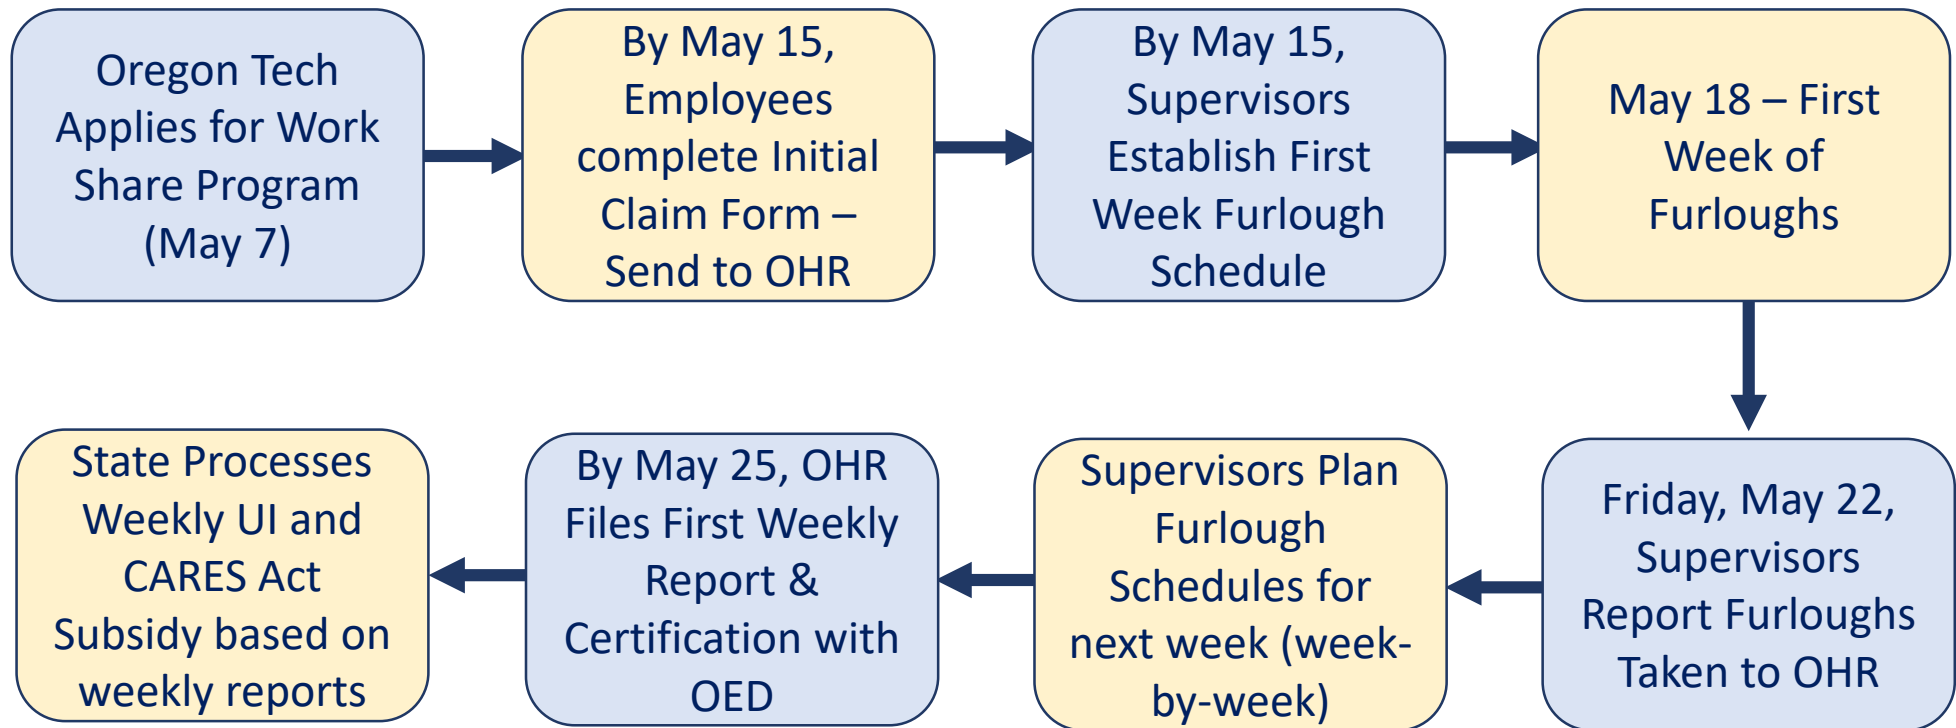 Oregon Tech
Applies for Work
Share Program
(May 7)
By May 15,
Employees
complete Initial
Claim Form –
Send to OHR
By May 15,
Supervisors
Establish First
Week Furlough
Schedule
May 18 – First
Week of
Furloughs
Friday, May 22,
Supervisors
Report Furloughs
Taken to OHR
Supervisors Plan
Furlough
Schedules for
next week (week-
by-week)
By May 25, OHR
Files First Weekly
Report &
Certification with
OED
State Processes
Weekly UI and
CARES Act
Subsidy based on
weekly reports